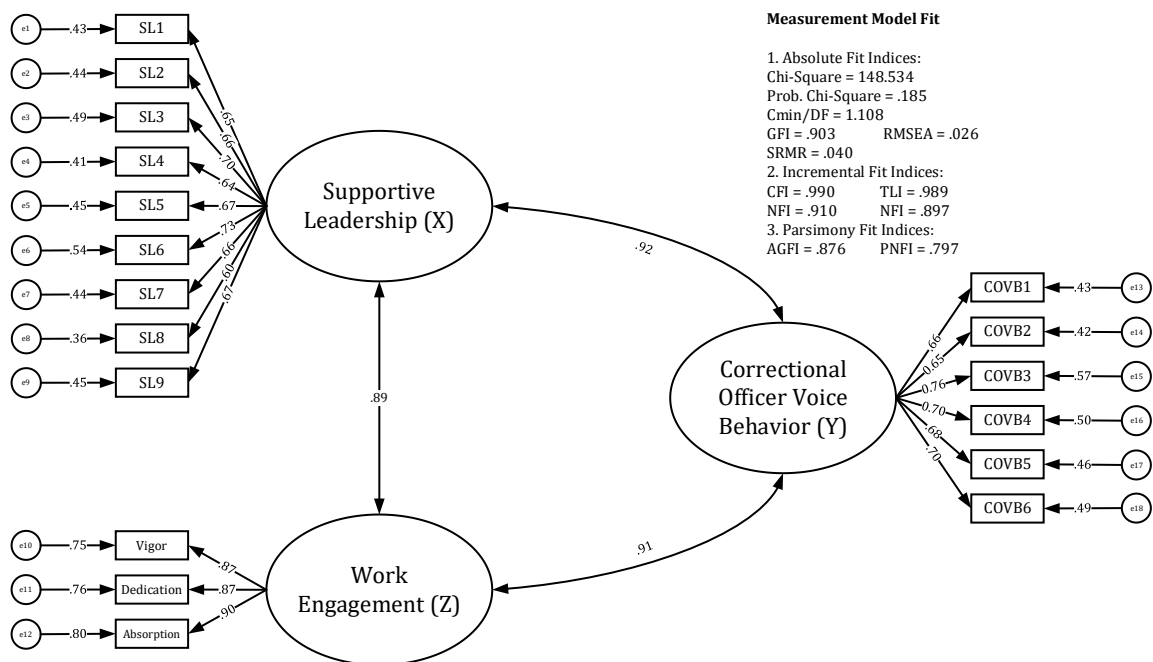 Measurement Model Fit
1. Absolute Fit Indices:
Chi-Square = 148.534
Prob. Chi-Square = .185
Cmin/DF = 1.108
GFI = .903 RMSEA = .026
SRMR = .040
2. Incremental Fit Indices:
CFI = .990 TLI = .989
NFI = .910 NFI = .897
3. Parsimony Fit Indices:
AGFI = .876 PNFI = .797
e1 .43 SL1 .65
e2 .44 SL2 .66
e3 .49 SL3 .70
e4 .41 SL4 .64
e5 .45 SL5 .67
e6 .54 SL6 .73
e7 .44 SL7 .66
e8 .36 SL8 .60
e9 .45 SL9 .67
Supportive
Leadership (X)
.92
.89
.91
Correctional
Officer Voice
Behavior (Y)
.66 COVB1 .43 e13
0.65 COVB2 .42 e14
0.76 COVB3 .57 e15
0.70 COVB4 .50 e16
.68 COVB5 .46 e17
.70 COVB6 .49 e18
e10 .75 Vigor .87
e11 .76 Dedication .87
e12 .80 Absorption .90
Work
Engagement (Z)